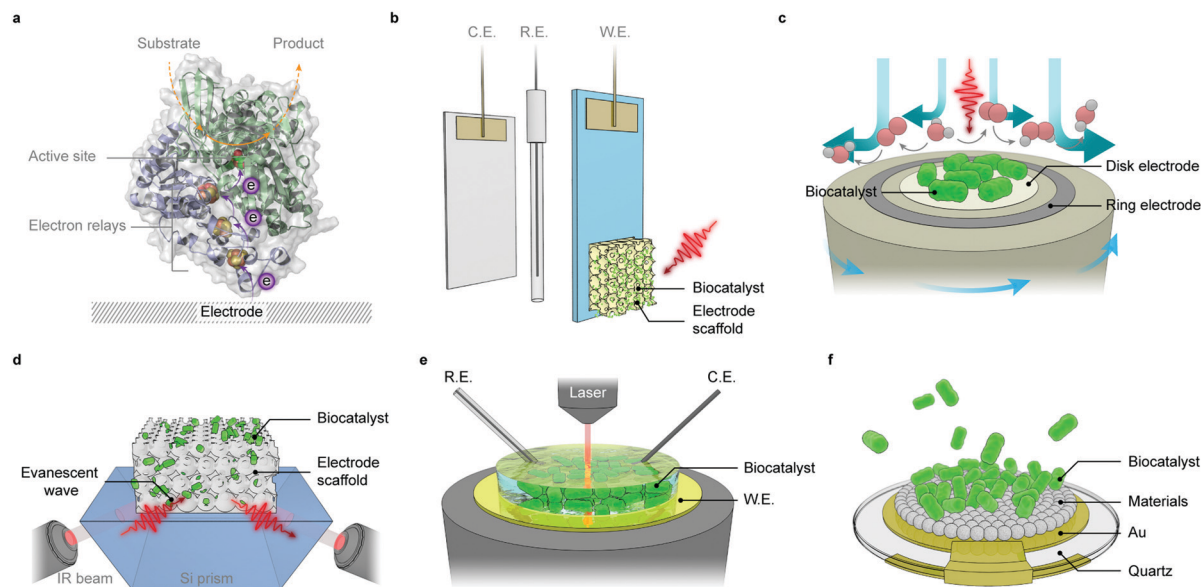 a
Substrate
Product
Active site
e
Electron relays
e
Electrode
b
C.E.
R.E.
W.E.
Biocatalyst
Electrode
scaffold
c
Disk electrode
Biocatalyst
Ring electrode
d
Biocatalyst
Evanescent
wave
Electrode
scaffold
IR beam
Si prism
e
R.E.
Laser
C.E.
Biocatalyst
W.E.
f
Biocatalyst
Materials
Au
Quartz